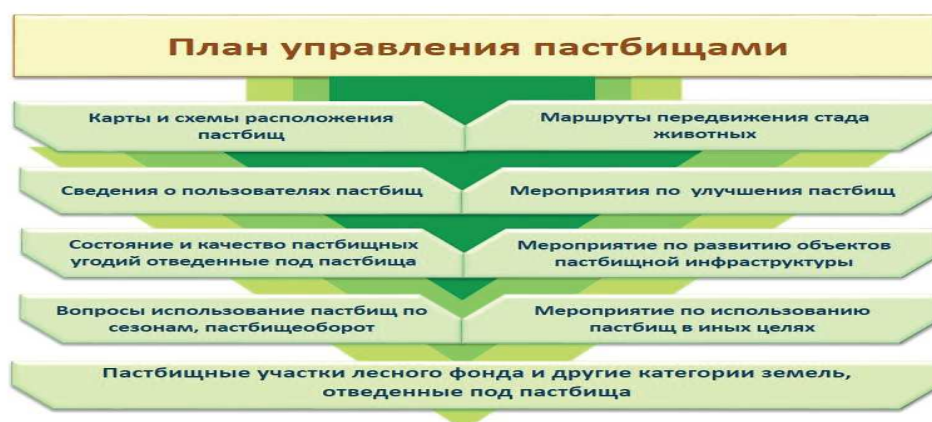 План управления пастбищами
Карты и схемы расположения
пастбищ
Маршруты передвижения стада
животных
Сведения о пользователях пастбищ
Мероприятия по улучшения пастбищ
Состояние и качество пастбищных
угодий отведенные под пастбища
Мероприятие по развитию объектов
пастбищной инфраструктуры
Вопросы использование пастбищ по
сезонам, пастбищеоборот
Мероприятие по использованию
пастбищ в иных целях
Пастбищные участки лесного фонда и другие категории земель,
отведенные под пастбища